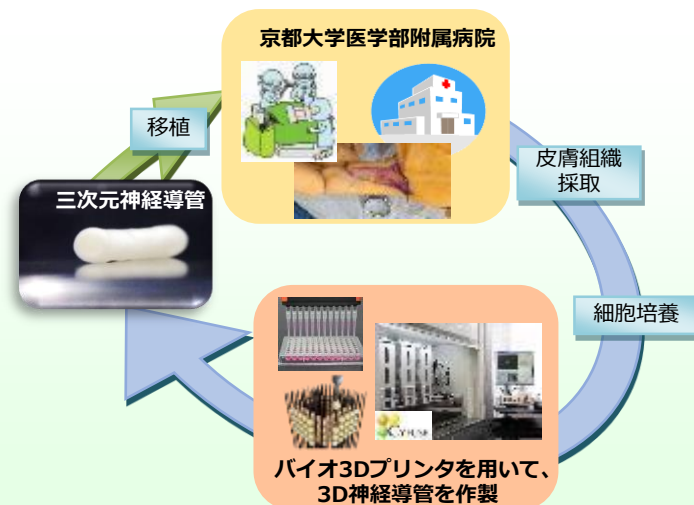 京都大学医学部附属病院
移植
皮膚組織
採取
三次元神経導管
細胞培養
CYFUSE
バイオ3Dプリンタを用いて、
3D神経導管を作製